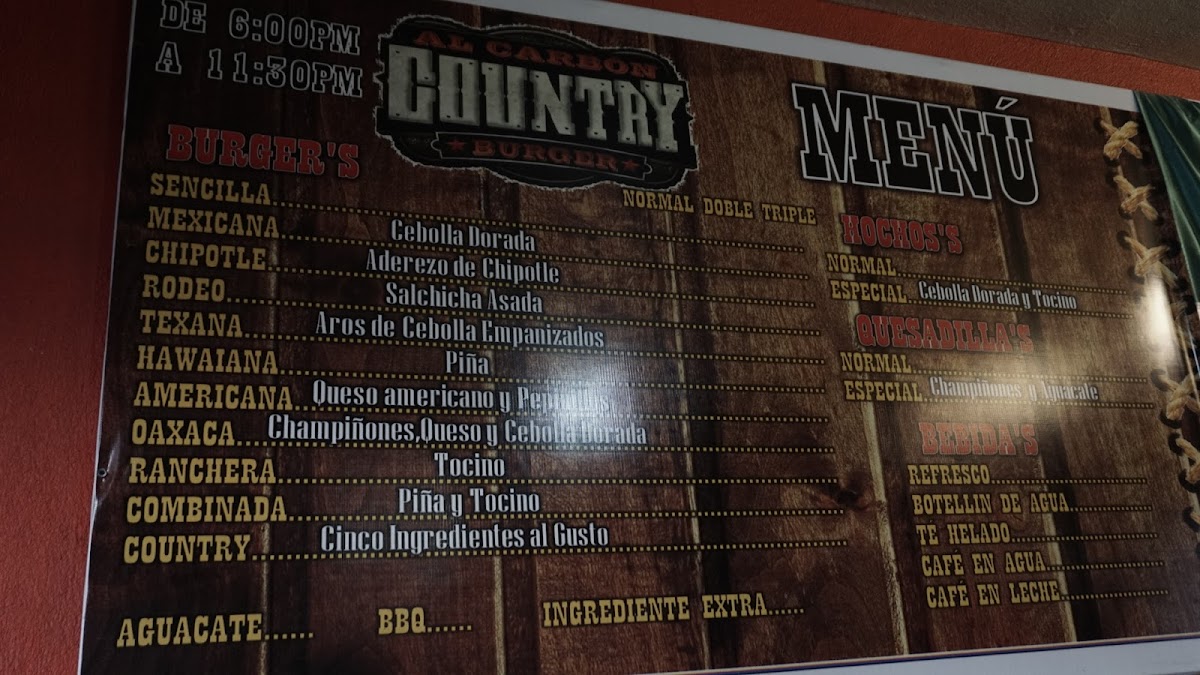 DE 6:00PM
A 11:30PM
AL CARBÓN
COUNTRY
BURGER
MENÚ
BURGER'S
NORMAL DOBLE TRIPLE
SENCILLA
MEXICANA Cebolla Dorada
CHIPOTLE Aderezo de Chipotle
RODEO Salchicha Asada
TEXANA Aros de Cebolla Empanizados
HAWAIANA Piña
AMERICANA Queso americano y Pepinillos
OAXACA Champiñones,Queso y Cebolla Dorada
RANCHERA Tocino
COMBINADA Piña y Tocino
COUNTRY Cinco Ingredientes al Gusto
AGUACATE...... BBQ...... INGREDIENTE EXTRA......
HOCHOS'S
NORMAL
ESPECIAL Cebolla Dorada y Tocino
QUESADILLA'S
NORMAL
ESPECIAL Champiñones y Aguacate
BEBIDA'S
REFRESCO
BOTELLIN DE AGUA
TE HELADO
CAFÉ EN AGUA
CAFÉ EN LECHE